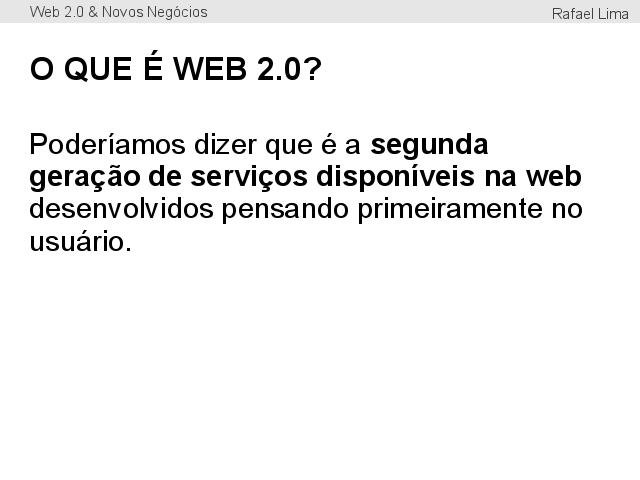 Web 2.0 & Novos Negócios
Rafael Lima
O QUE É WEB 2.0?
Poderíamos dizer que é a segunda
geração de serviços disponíveis na web
desenvolvidos pensando primeiramente no
usuário.